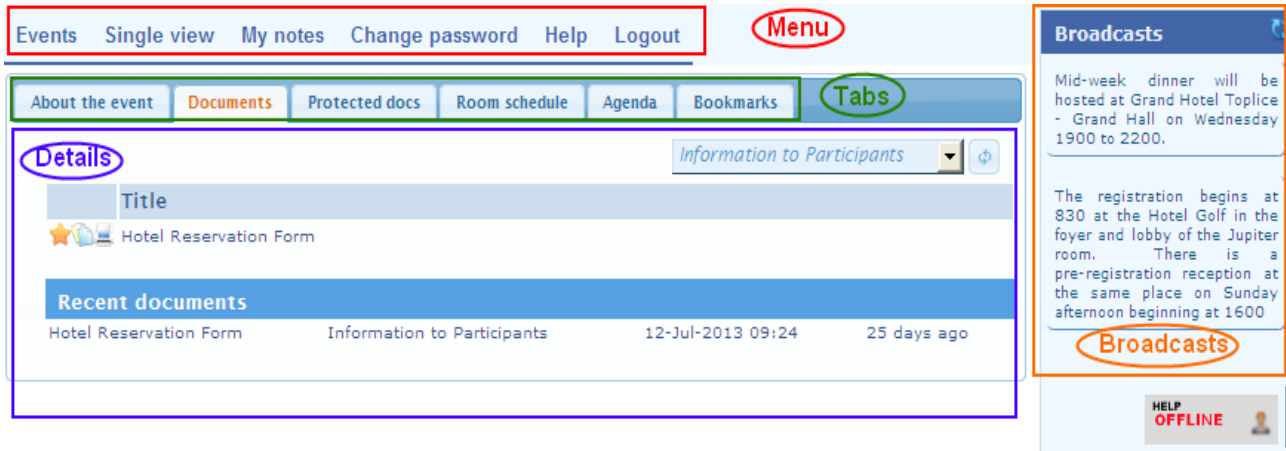 Events Single view My notes Change password Help Logout
Menu
About the event Documents Protected docs Room schedule Agenda Bookmarks
Tabs
Details
Information to Participants
Title
Hotel Reservation Form
Recent documents
Hotel Reservation Form Information to Participants 12-Jul-2013 09:24 25 days ago
Broadcasts
Mid-week dinner will be
hosted at Grand Hotel Toplice
- Grand Hall on Wednesday
1900 to 2200.
The registration begins at
830 at the Hotel Golf in the
foyer and lobby of the Jupiter
room. There is a
pre-registration reception at
the same place on Sunday
afternoon beginning at 1600
Broadcasts
HELP
OFFLINE